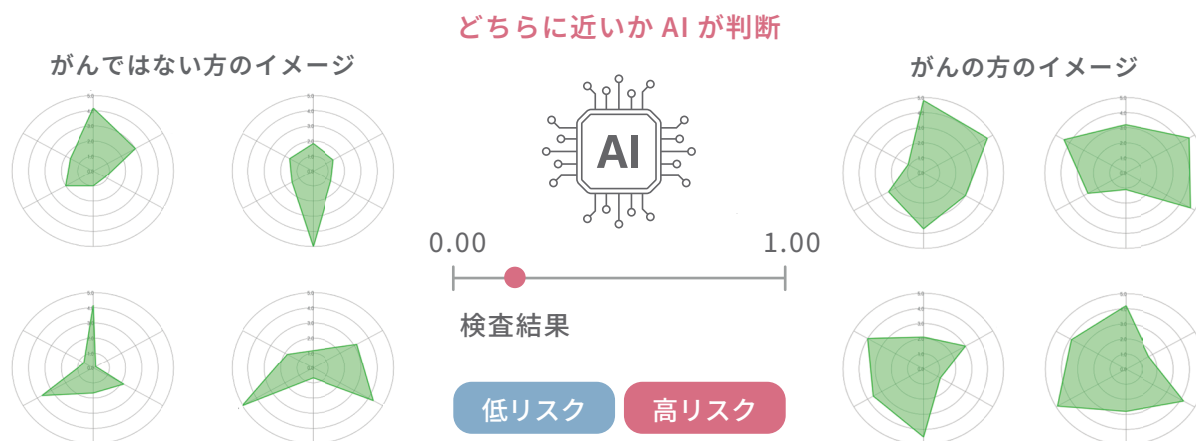 どちらに近いか AI が判断
がんではない方のイメージ
がんの方のイメージ
AI
0.00
1.00
検査結果
低リスク
高リスク